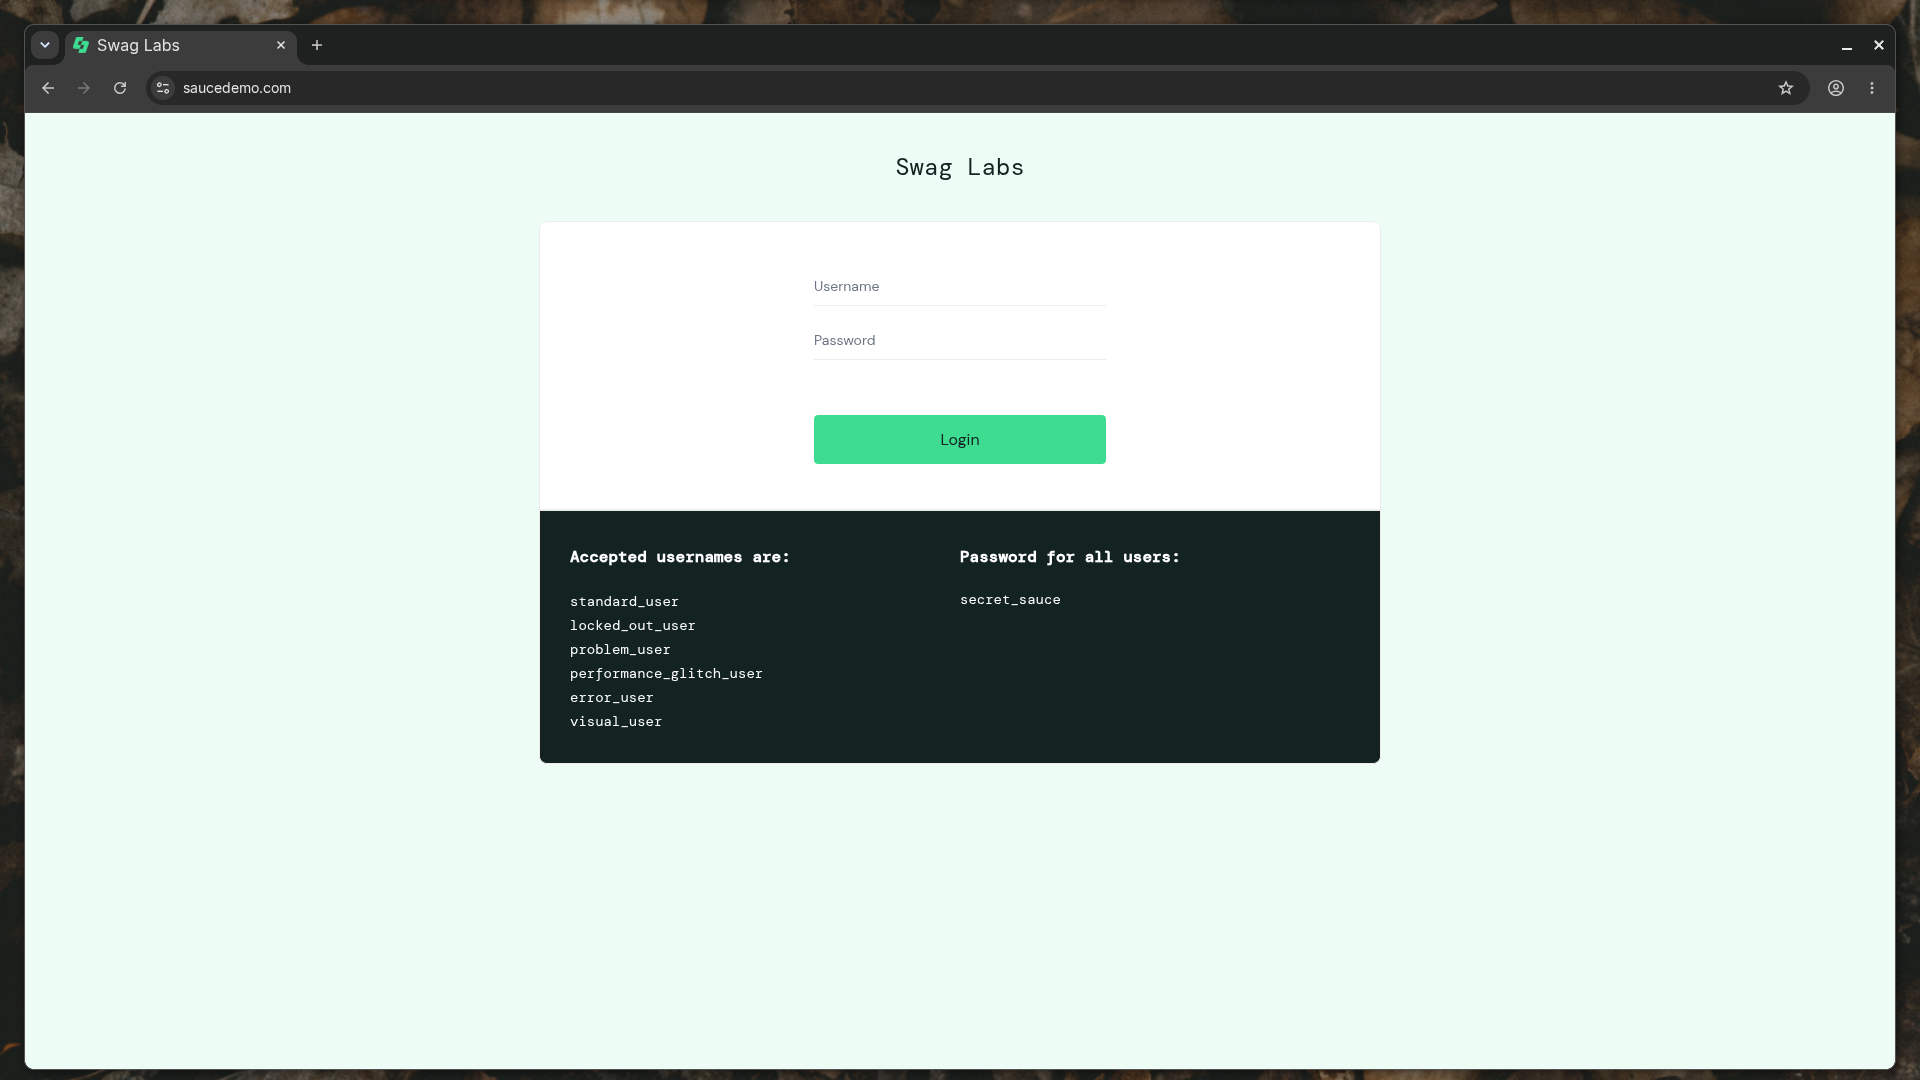 Swag Labs
saucedemo.com
Swag Labs
Username
Password
Login
Accepted usernames are:
standard_user
locked_out_user
problem_user
performance_glitch_user
error_user
visual_user
Password for all users:
secret_sauce